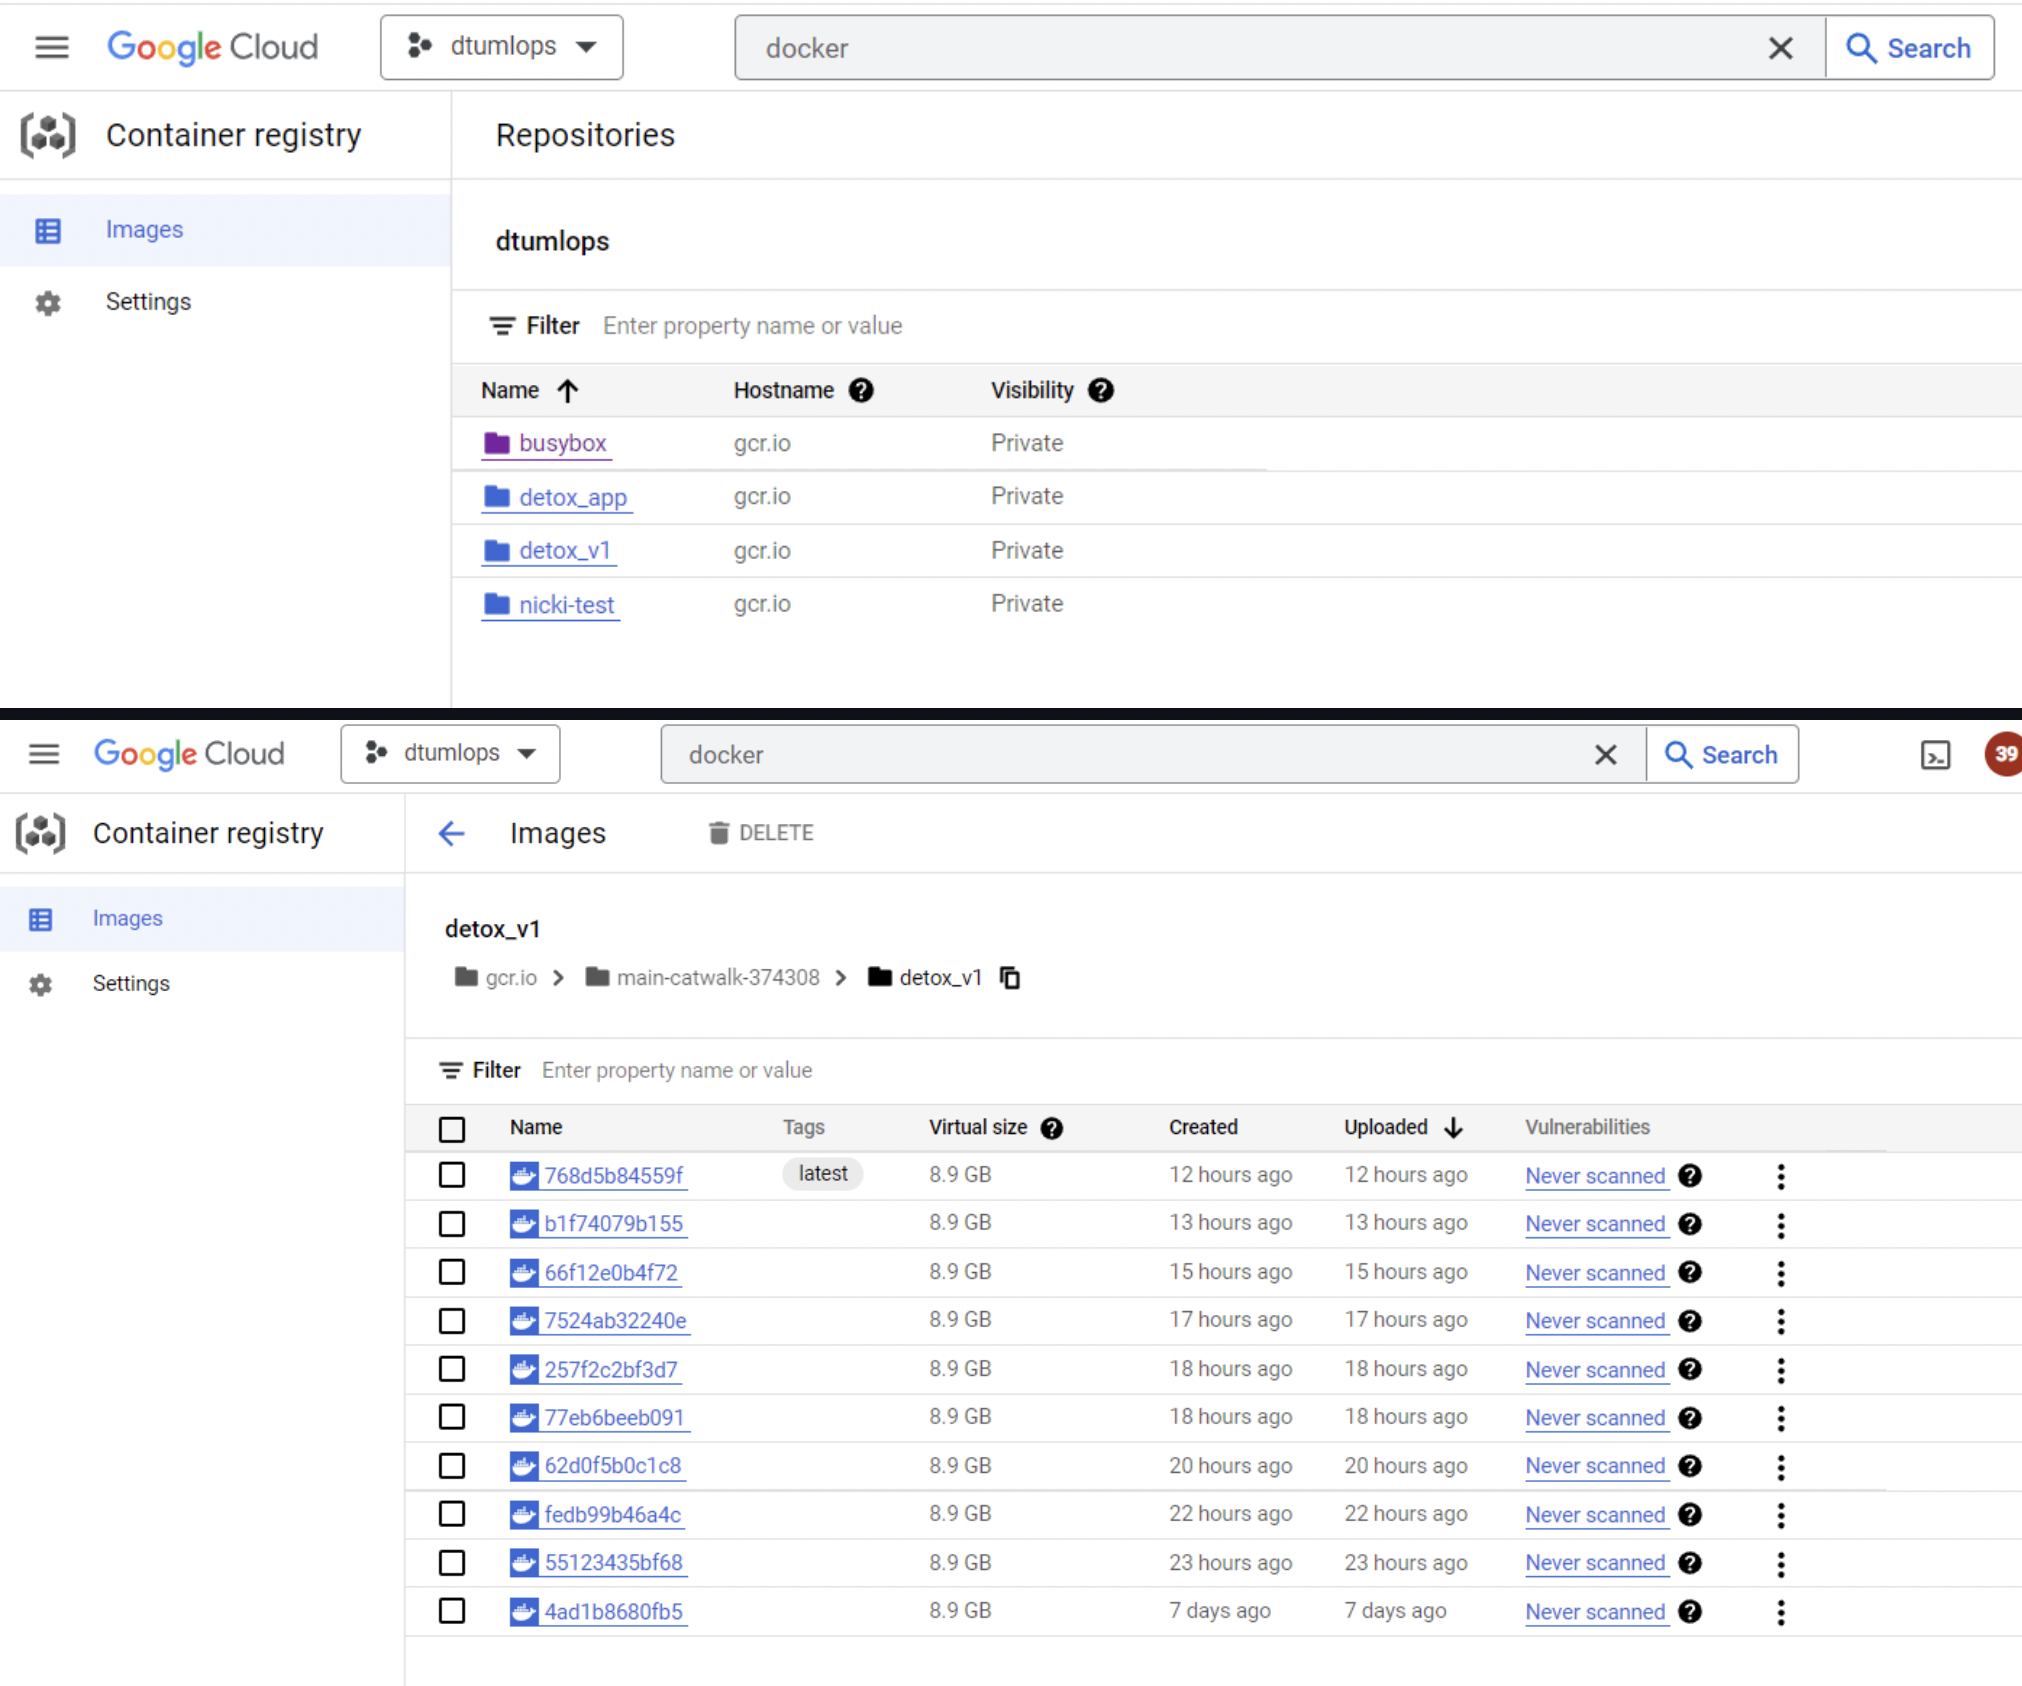 Google Cloud dtumlops docker Search
Container registry Repositories
Images
Settings
dtumlops
Filter Enter property name or value
Name Hostname Visibility
busybox gcr.io Private
detox_app gcr.io Private
detox_v1 gcr.io Private
nicki-test gcr.io Private
Google Cloud dtumlops docker Search 39
Container registry Images DELETE
Images
Settings
detox_v1
gcr.io main-catwalk-374308 detox_v1
Filter Enter property name or value
Name Tags Virtual size Created Uploaded Vulnerabilities
768d5b84559f latest 8.9 GB 12 hours ago 12 hours ago Never scanned
b1f74079b155 8.9 GB 13 hours ago 13 hours ago Never scanned
66f12e0b4f72 8.9 GB 15 hours ago 15 hours ago Never scanned
7524ab32240e 8.9 GB 17 hours ago 17 hours ago Never scanned
257f2c2bf3d7 8.9 GB 18 hours ago 18 hours ago Never scanned
77eb6beeb091 8.9 GB 18 hours ago 18 hours ago Never scanned
62d0f5b0c1c8 8.9 GB 20 hours ago 20 hours ago Never scanned
fedb99b46a4c 8.9 GB 22 hours ago 22 hours ago Never scanned
55123435bf68 8.9 GB 23 hours ago 23 hours ago Never scanned
4ad1b8680fb5 8.9 GB 7 days ago 7 days ago Never scanned